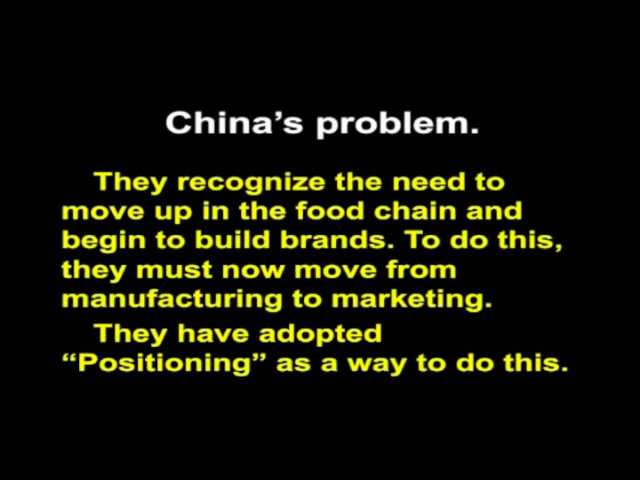 China’s problem.
They recognize the need to
move up in the food chain and
begin to build brands. To do this,
they must now move from
manufacturing to marketing.
They have adopted
“Positioning” as a way to do this.